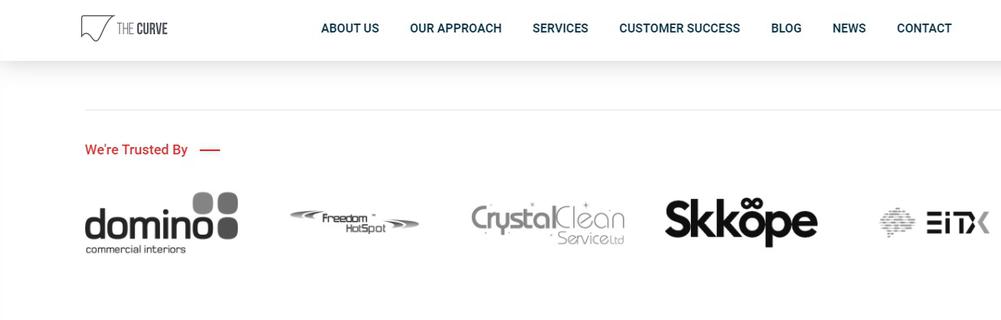 THE CURVE
ABOUT US
OUR APPROACH
SERVICES
CUSTOMER SUCCESS
BLOG
NEWS
CONTACT
We're Trusted By
domino
commercial interiors
Freedom
HotSpot
CrystalClean
Service Ltd
Skköpe
EITX